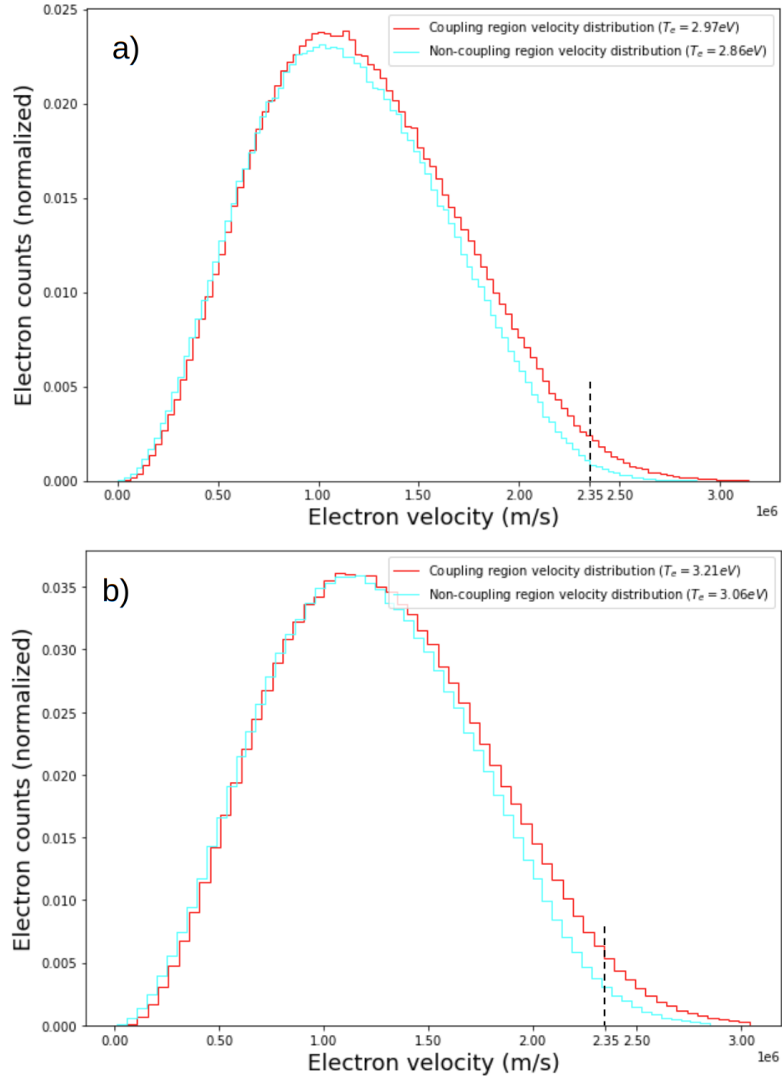 a)
Coupling region velocity distribution (T_e = 2.97eV)
Non-coupling region velocity distribution (T_e = 2.86eV)
Electron counts (normalized)
0.025
0.020
0.015
0.010
0.005
0.000
0.00 0.50 1.00 1.50 2.00 2.35 2.50 3.00
1e6
Electron velocity (m/s)
b)
Coupling region velocity distribution (T_e = 3.21eV)
Non-coupling region velocity distribution (T_e = 3.06eV)
Electron counts (normalized)
0.035
0.030
0.025
0.020
0.015
0.010
0.005
0.000
0.00 0.50 1.00 1.50 2.00 2.35 2.50 3.00
1e6
Electron velocity (m/s)